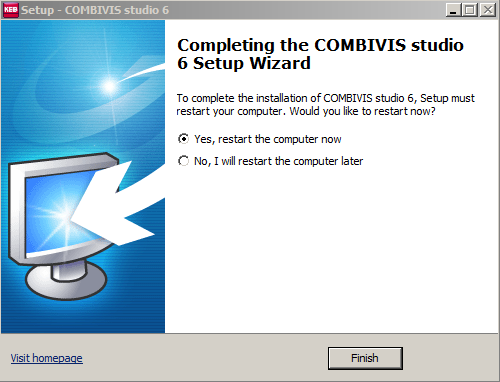 KEB Setup - COMBIVIS studio 6
Completing the COMBIVIS studio
6 Setup Wizard
To complete the installation of COMBIVIS studio 6, Setup must
restart your computer. Would you like to restart now?
Yes, restart the computer now
No, I will restart the computer later
Visit homepage
Finish